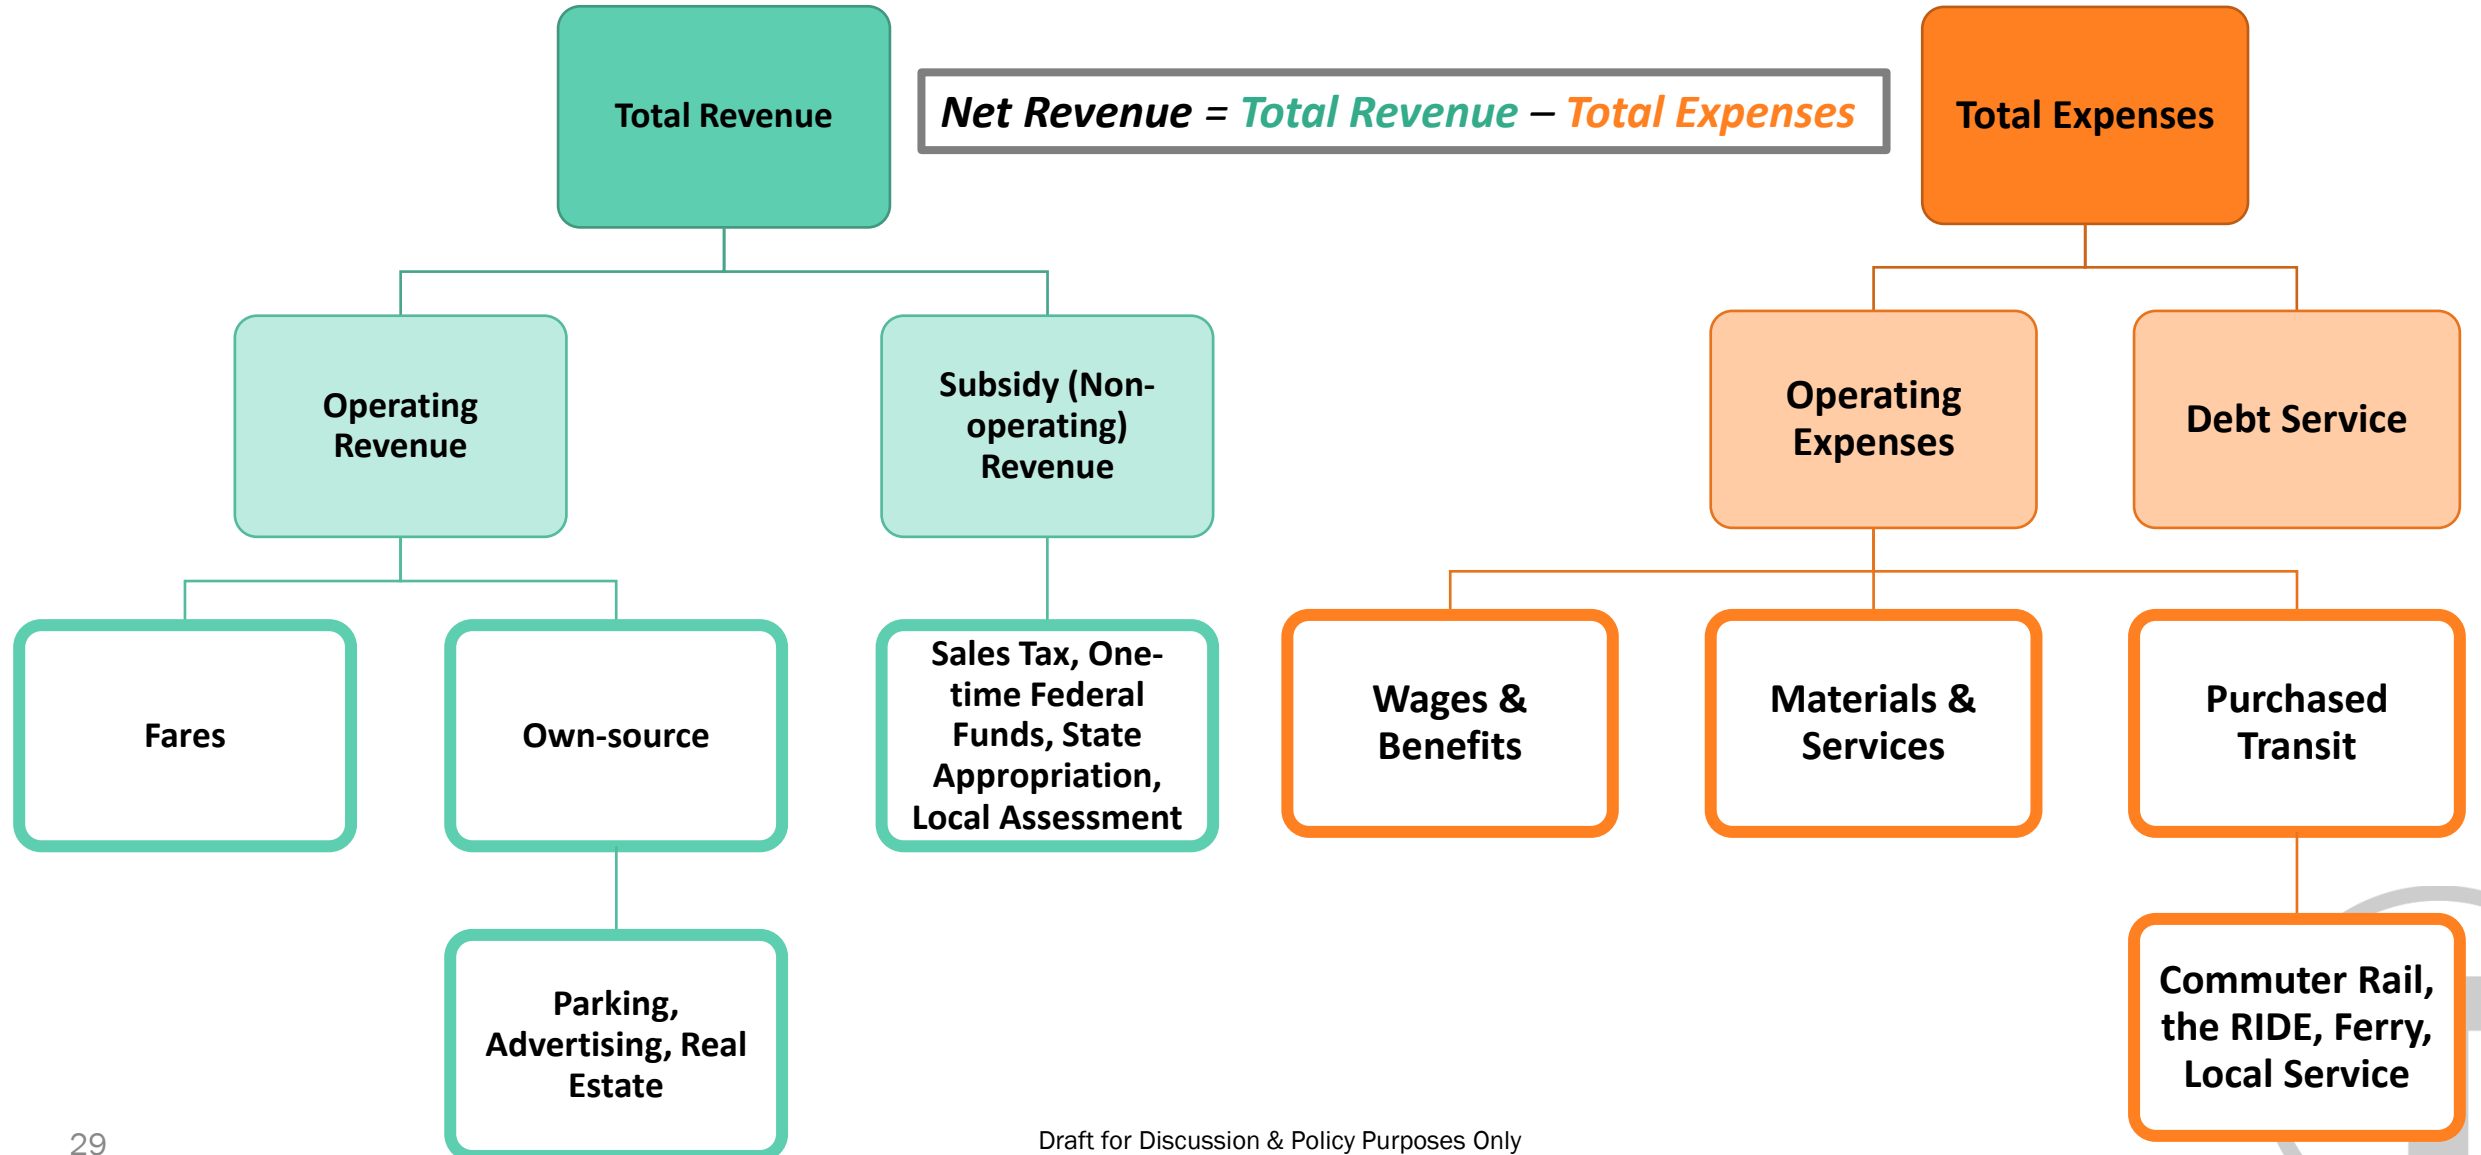 Total Revenue
Net Revenue = Total Revenue – Total Expenses
Total Expenses
Operating
Revenue
Subsidy (Non-
operating)
Revenue
Operating
Expenses
Debt Service
Fares
Own-source
Sales Tax, One-
time Federal
Funds, State
Appropriation,
Local Assessment
Wages &
Benefits
Materials &
Services
Purchased
Transit
Parking,
Advertising, Real
Estate
Commuter Rail,
the RIDE, Ferry,
Local Service
29
Draft for Discussion & Policy Purposes Only